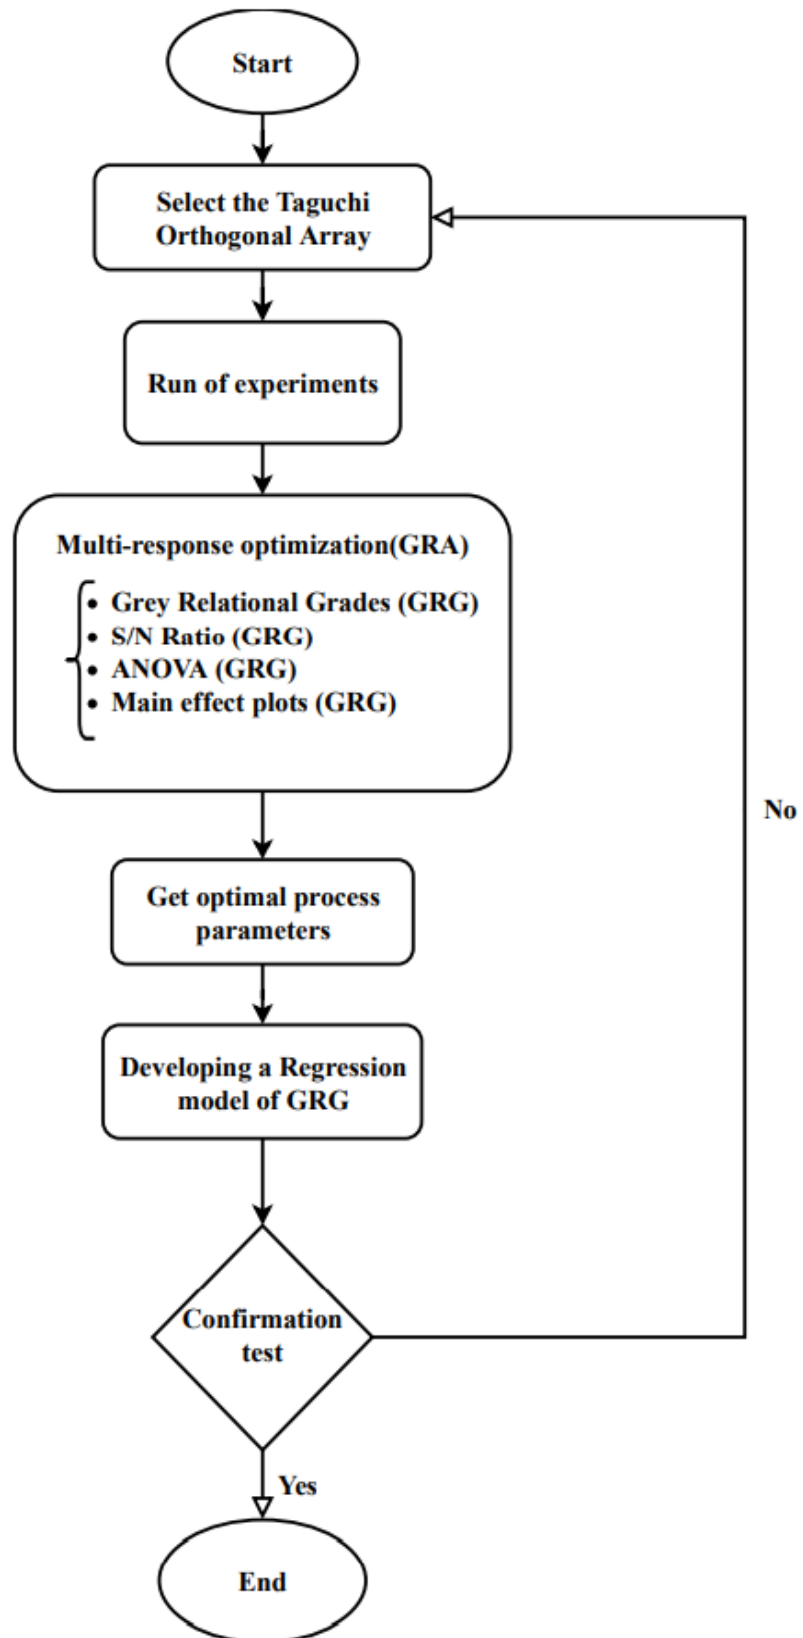 Start
Select the Taguchi
Orthogonal Array
Run of experiments
Multi-response optimization(GRA)
• Grey Relational Grades (GRG)
• S/N Ratio (GRG)
• ANOVA (GRG)
• Main effect plots (GRG)
No
Get optimal process
parameters
Developing a Regression
model of GRG
Confirmation
test
Yes
End